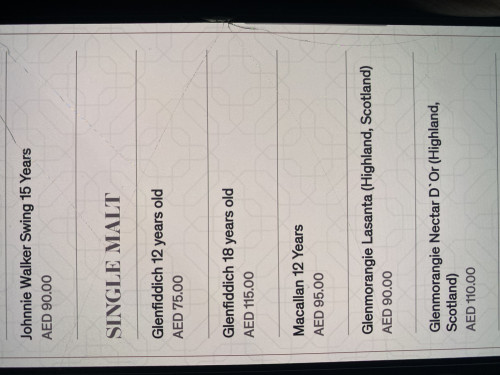 Johnnie Walker Swing 15 Years
AED 90.00
SINGLE MALT
Glenfiddich 12 years old
AED 75.00
Glenfiddich 18 years old
AED 115.00
Macallan 12 Years
AED 95.00
Glenmorangie Lasanta (Highland, Scotland)
AED 90.00
Glenmorangie Nectar D`Or (Highland,
Scotland)
AED 110.00